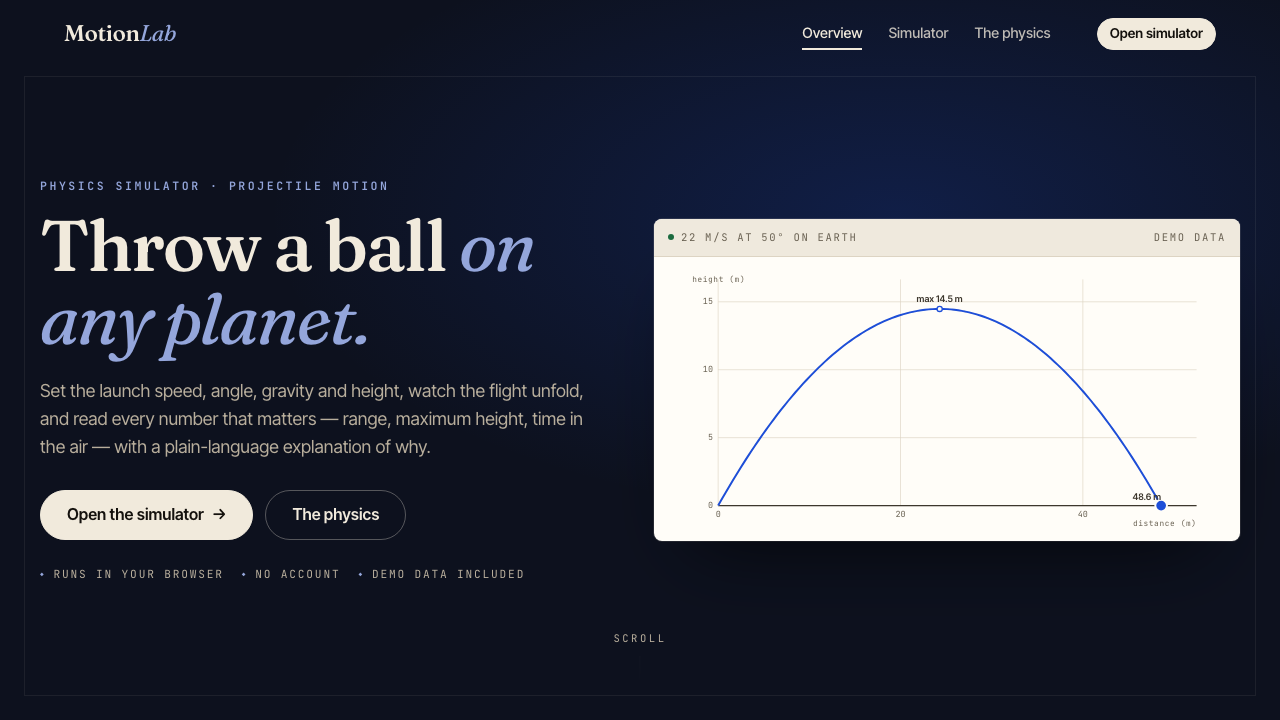 MotionLab
Overview
Simulator
The physics
Open simulator
PHYSICS SIMULATOR · PROJECTILE MOTION
Throw a ball on
any planet.
Set the launch speed, angle, gravity and height, watch the flight unfold,
and read every number that matters — range, maximum height, time in
the air — with a plain-language explanation of why.
Open the simulator →
The physics
RUNS IN YOUR BROWSER
NO ACCOUNT
DEMO DATA INCLUDED
22 M/S AT 50° ON EARTH
DEMO DATA
height (m)
15
max 14.5 m
10
5
48.6 m
0
0
20
40
distance (m)
SCROLL